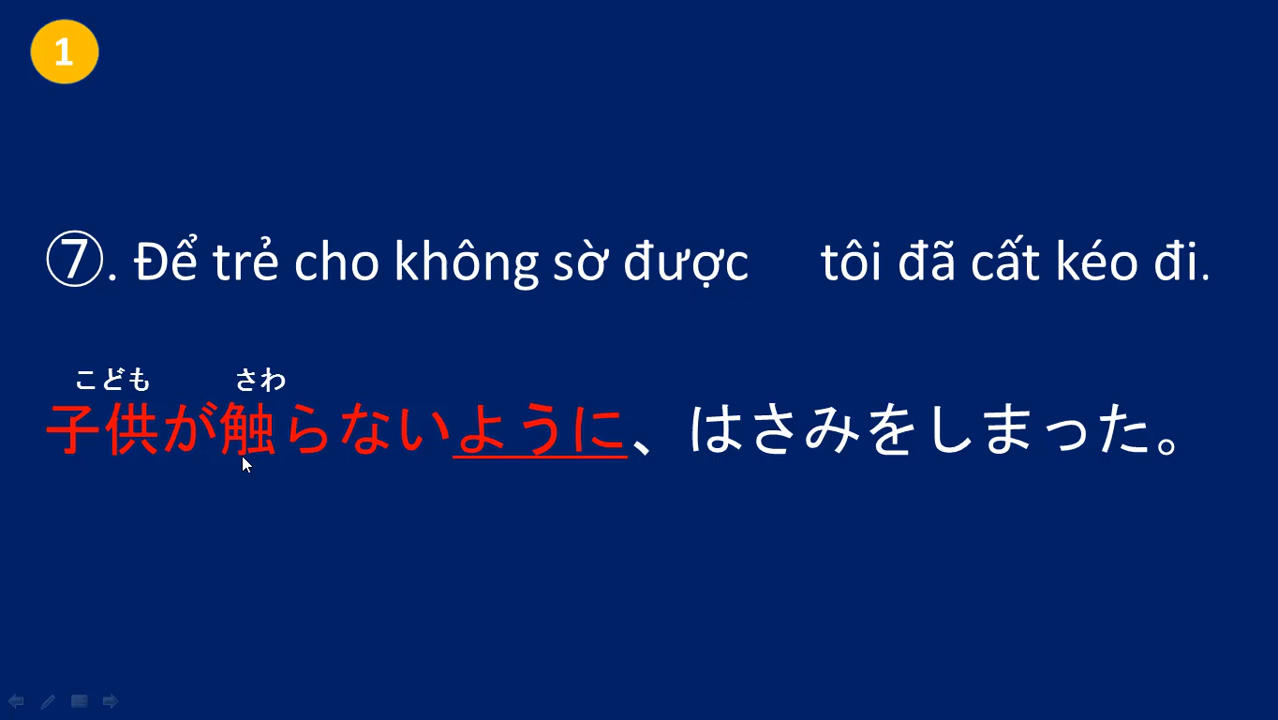 1
⑦. Để trẻ cho không sờ được tôi đã cất kéo đi.
こども さわ
子供が触らないように、はさみをしまった。